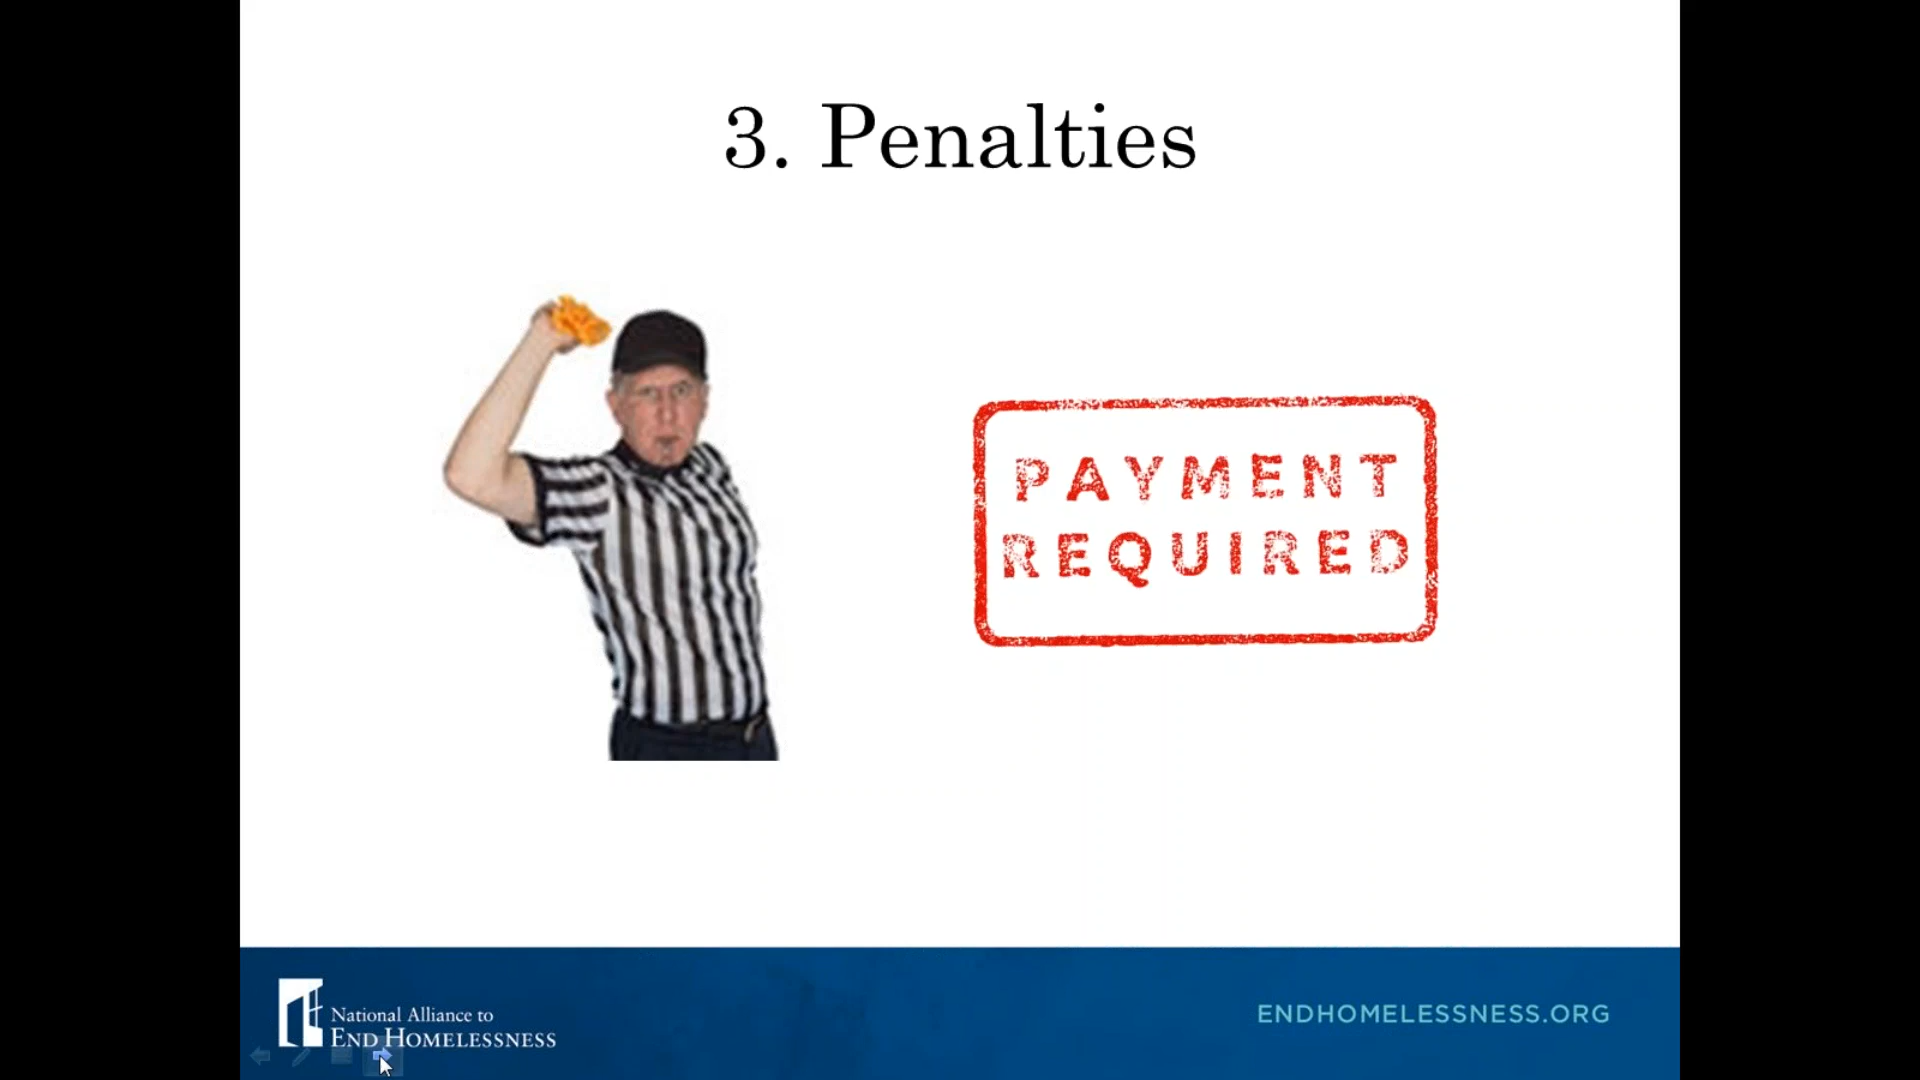 3. Penalties
PAYMENT
REQUIRED
National Alliance to
END HOMELESSNESS
ENDHOMELESSNESS.ORG